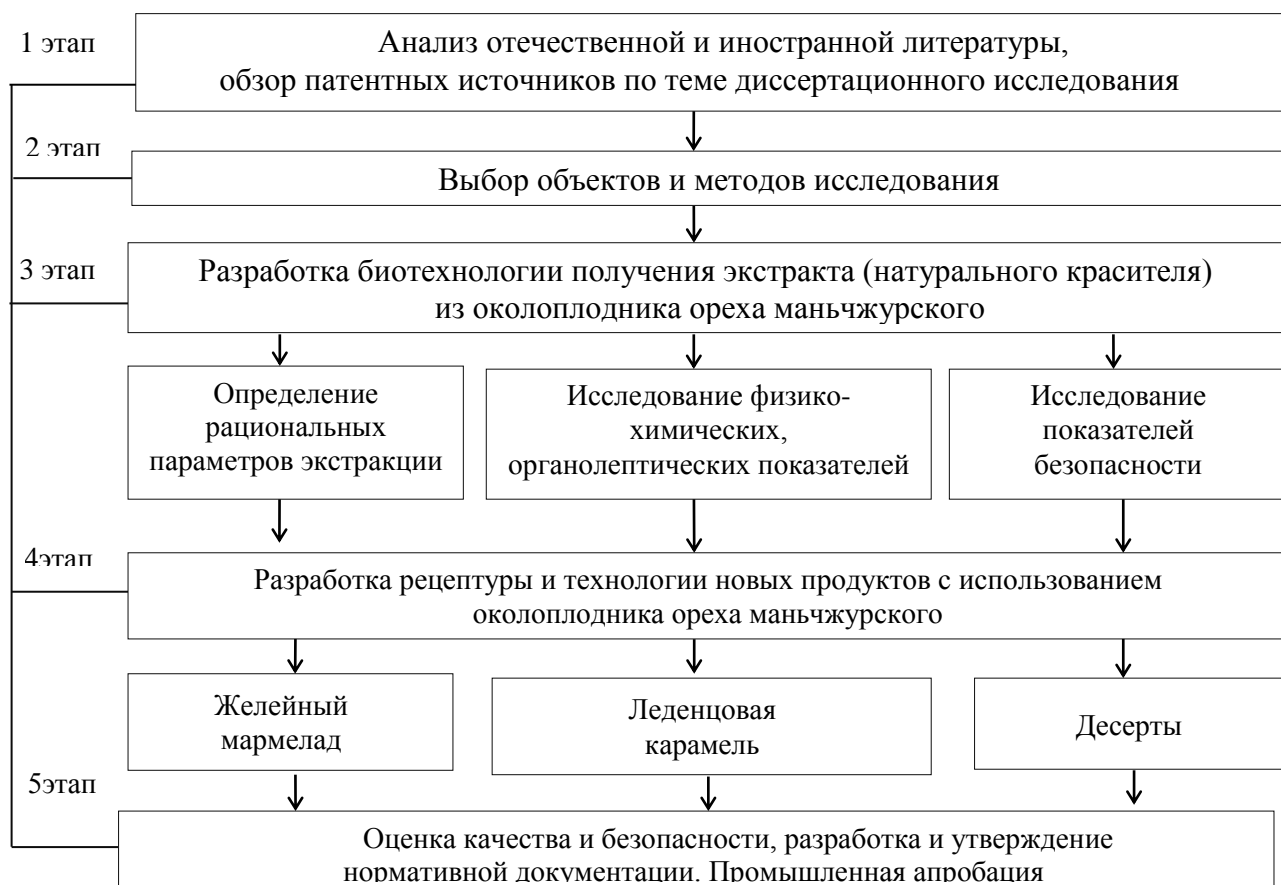 1 этап
Анализ отечественной и иностранной литературы,
обзор патентных источников по теме диссертационного исследования
2 этап
Выбор объектов и методов исследования
3 этап
Разработка биотехнологии получения экстракта (натурального красителя)
из околоплодника ореха маньчжурского
Определение
рациональных
параметров экстракции
Исследование физико-
химических,
органолептических показателей
Исследование
показателей
безопасности
4этап
Разработка рецептуры и технологии новых продуктов с использованием
околоплодника ореха маньчжурского
Желейный
мармелад
Леденцовая
карамель
Десерты
5этап
Оценка качества и безопасности, разработка и утверждение
нормативной документации. Промышленная апробация